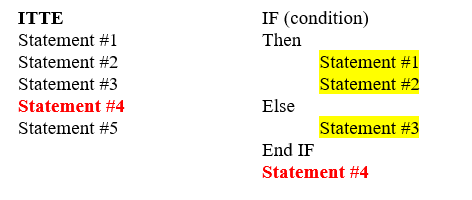 ITTE
Statement #1
Statement #2
Statement #3
Statement #4
Statement #5
IF (condition)
Then
Statement #1
Statement #2
Else
Statement #3
End IF
Statement #4